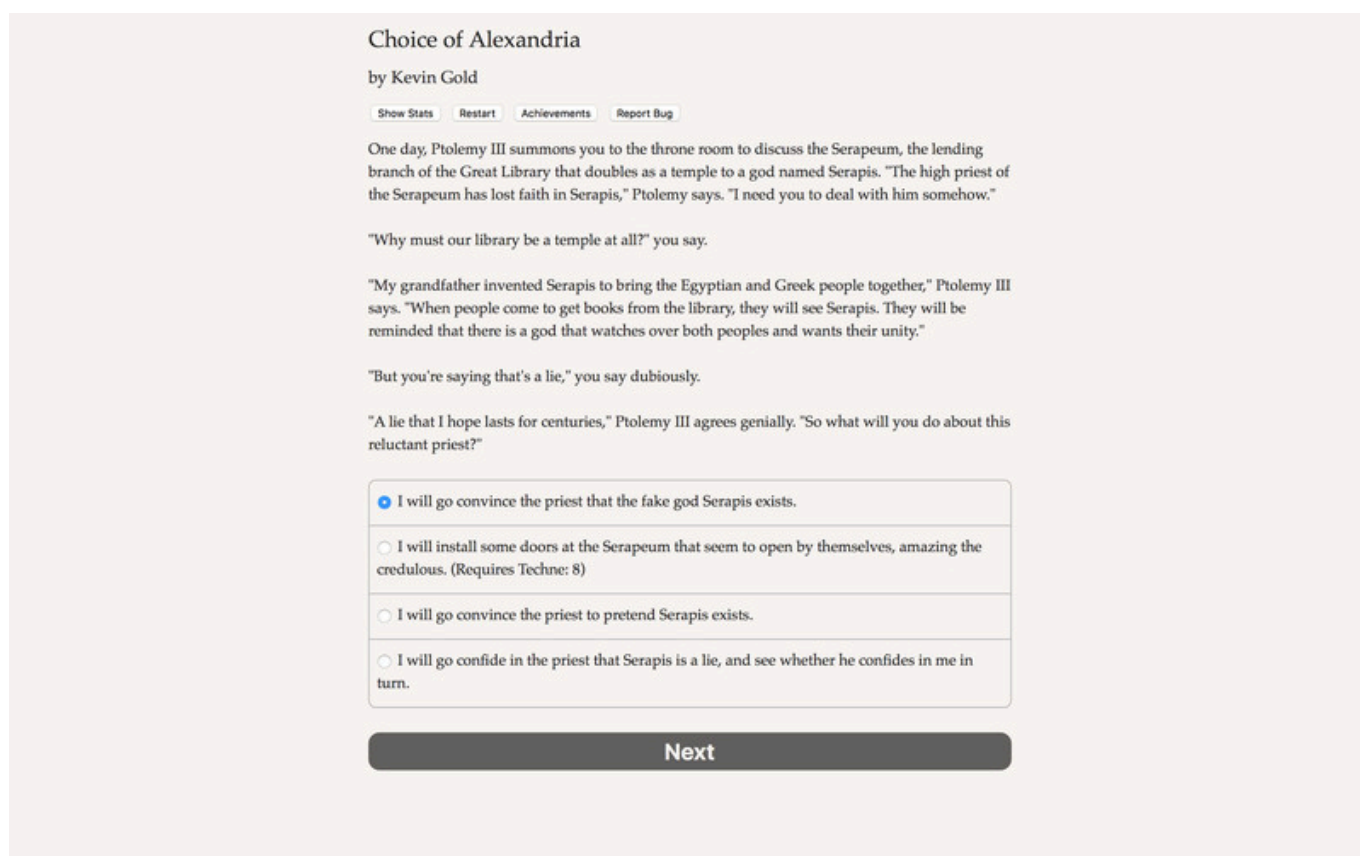 Choice of Alexandria
by Kevin Gold
Show Stats Restart Achievements Report Bug
One day, Ptolemy III summons you to the throne room to discuss the Serapeum, the lending
branch of the Great Library that doubles as a temple to a god named Serapis. "The high priest of
the Serapeum has lost faith in Serapis," Ptolemy says. "I need you to deal with him somehow."
"Why must our library be a temple at all?" you say.
"My grandfather invented Serapis to bring the Egyptian and Greek people together," Ptolemy III
says. "When people come to get books from the library, they will see Serapis. They will be
reminded that there is a god that watches over both peoples and wants their unity."
"But you're saying that's a lie," you say dubiously.
"A lie that I hope lasts for centuries," Ptolemy III agrees genially. "So what will you do about this
reluctant priest?"
I will go convince the priest that the fake god Serapis exists.
I will install some doors at the Serapeum that seem to open by themselves, amazing the
credulous. (Requires Techne: 8)
I will go convince the priest to pretend Serapis exists.
I will go confide in the priest that Serapis is a lie, and see whether he confides in me in
turn.
Next